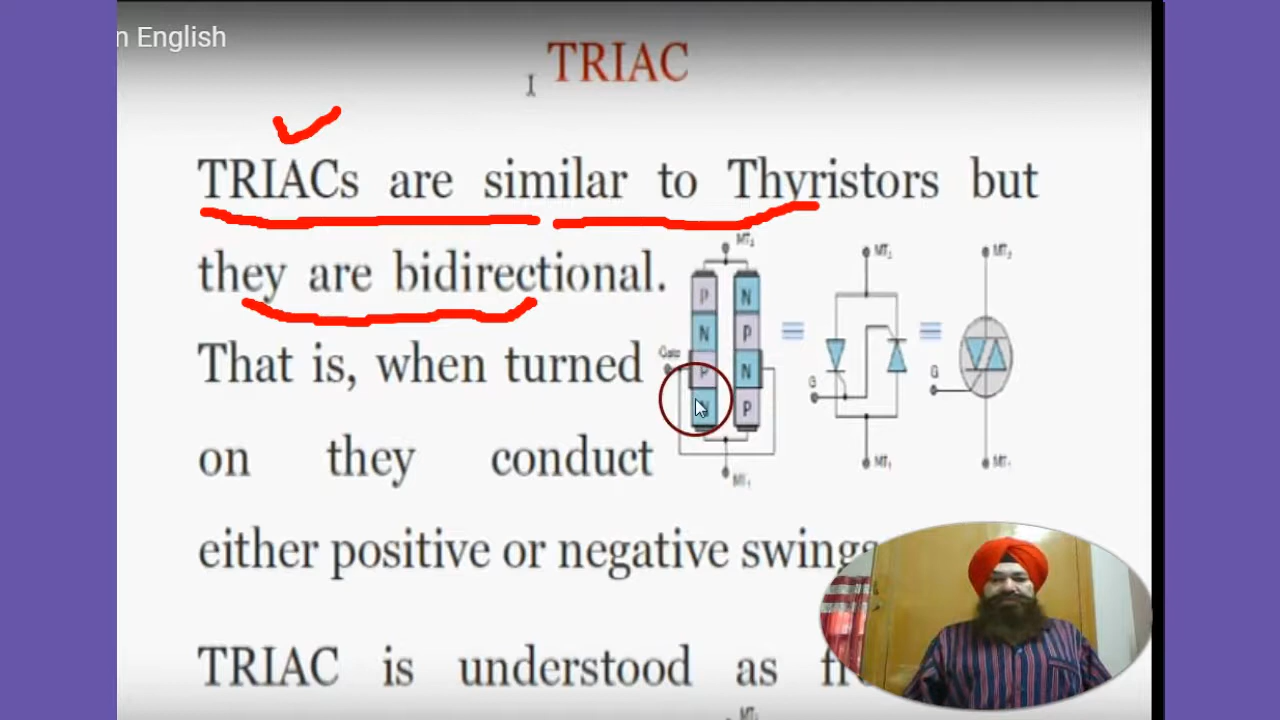 n English
TRIAC
TRIACs are similar to Thyristors but
they are bidirectional.
That is, when turned
on they conduct
either positive or negative swings
TRIAC is understood as
MT₂
P N
N P
Gate
P N
N P
MT₁
MT₂
G
MT₁
MT₂
G
MT₁